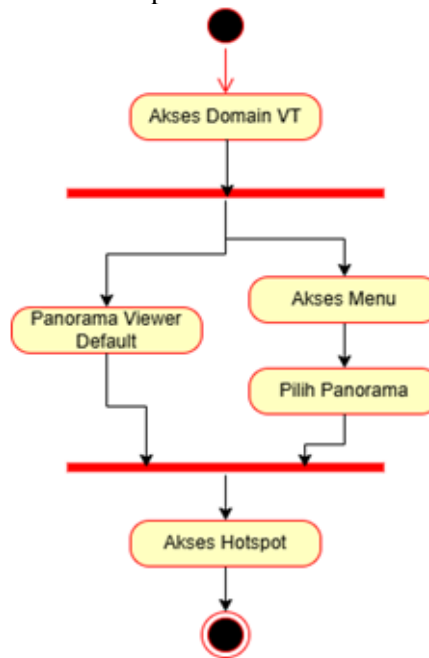 Akses Domain VT
Akses Menu
Panorama Viewer
Default
Pilih Panorama
Akses Hotspot